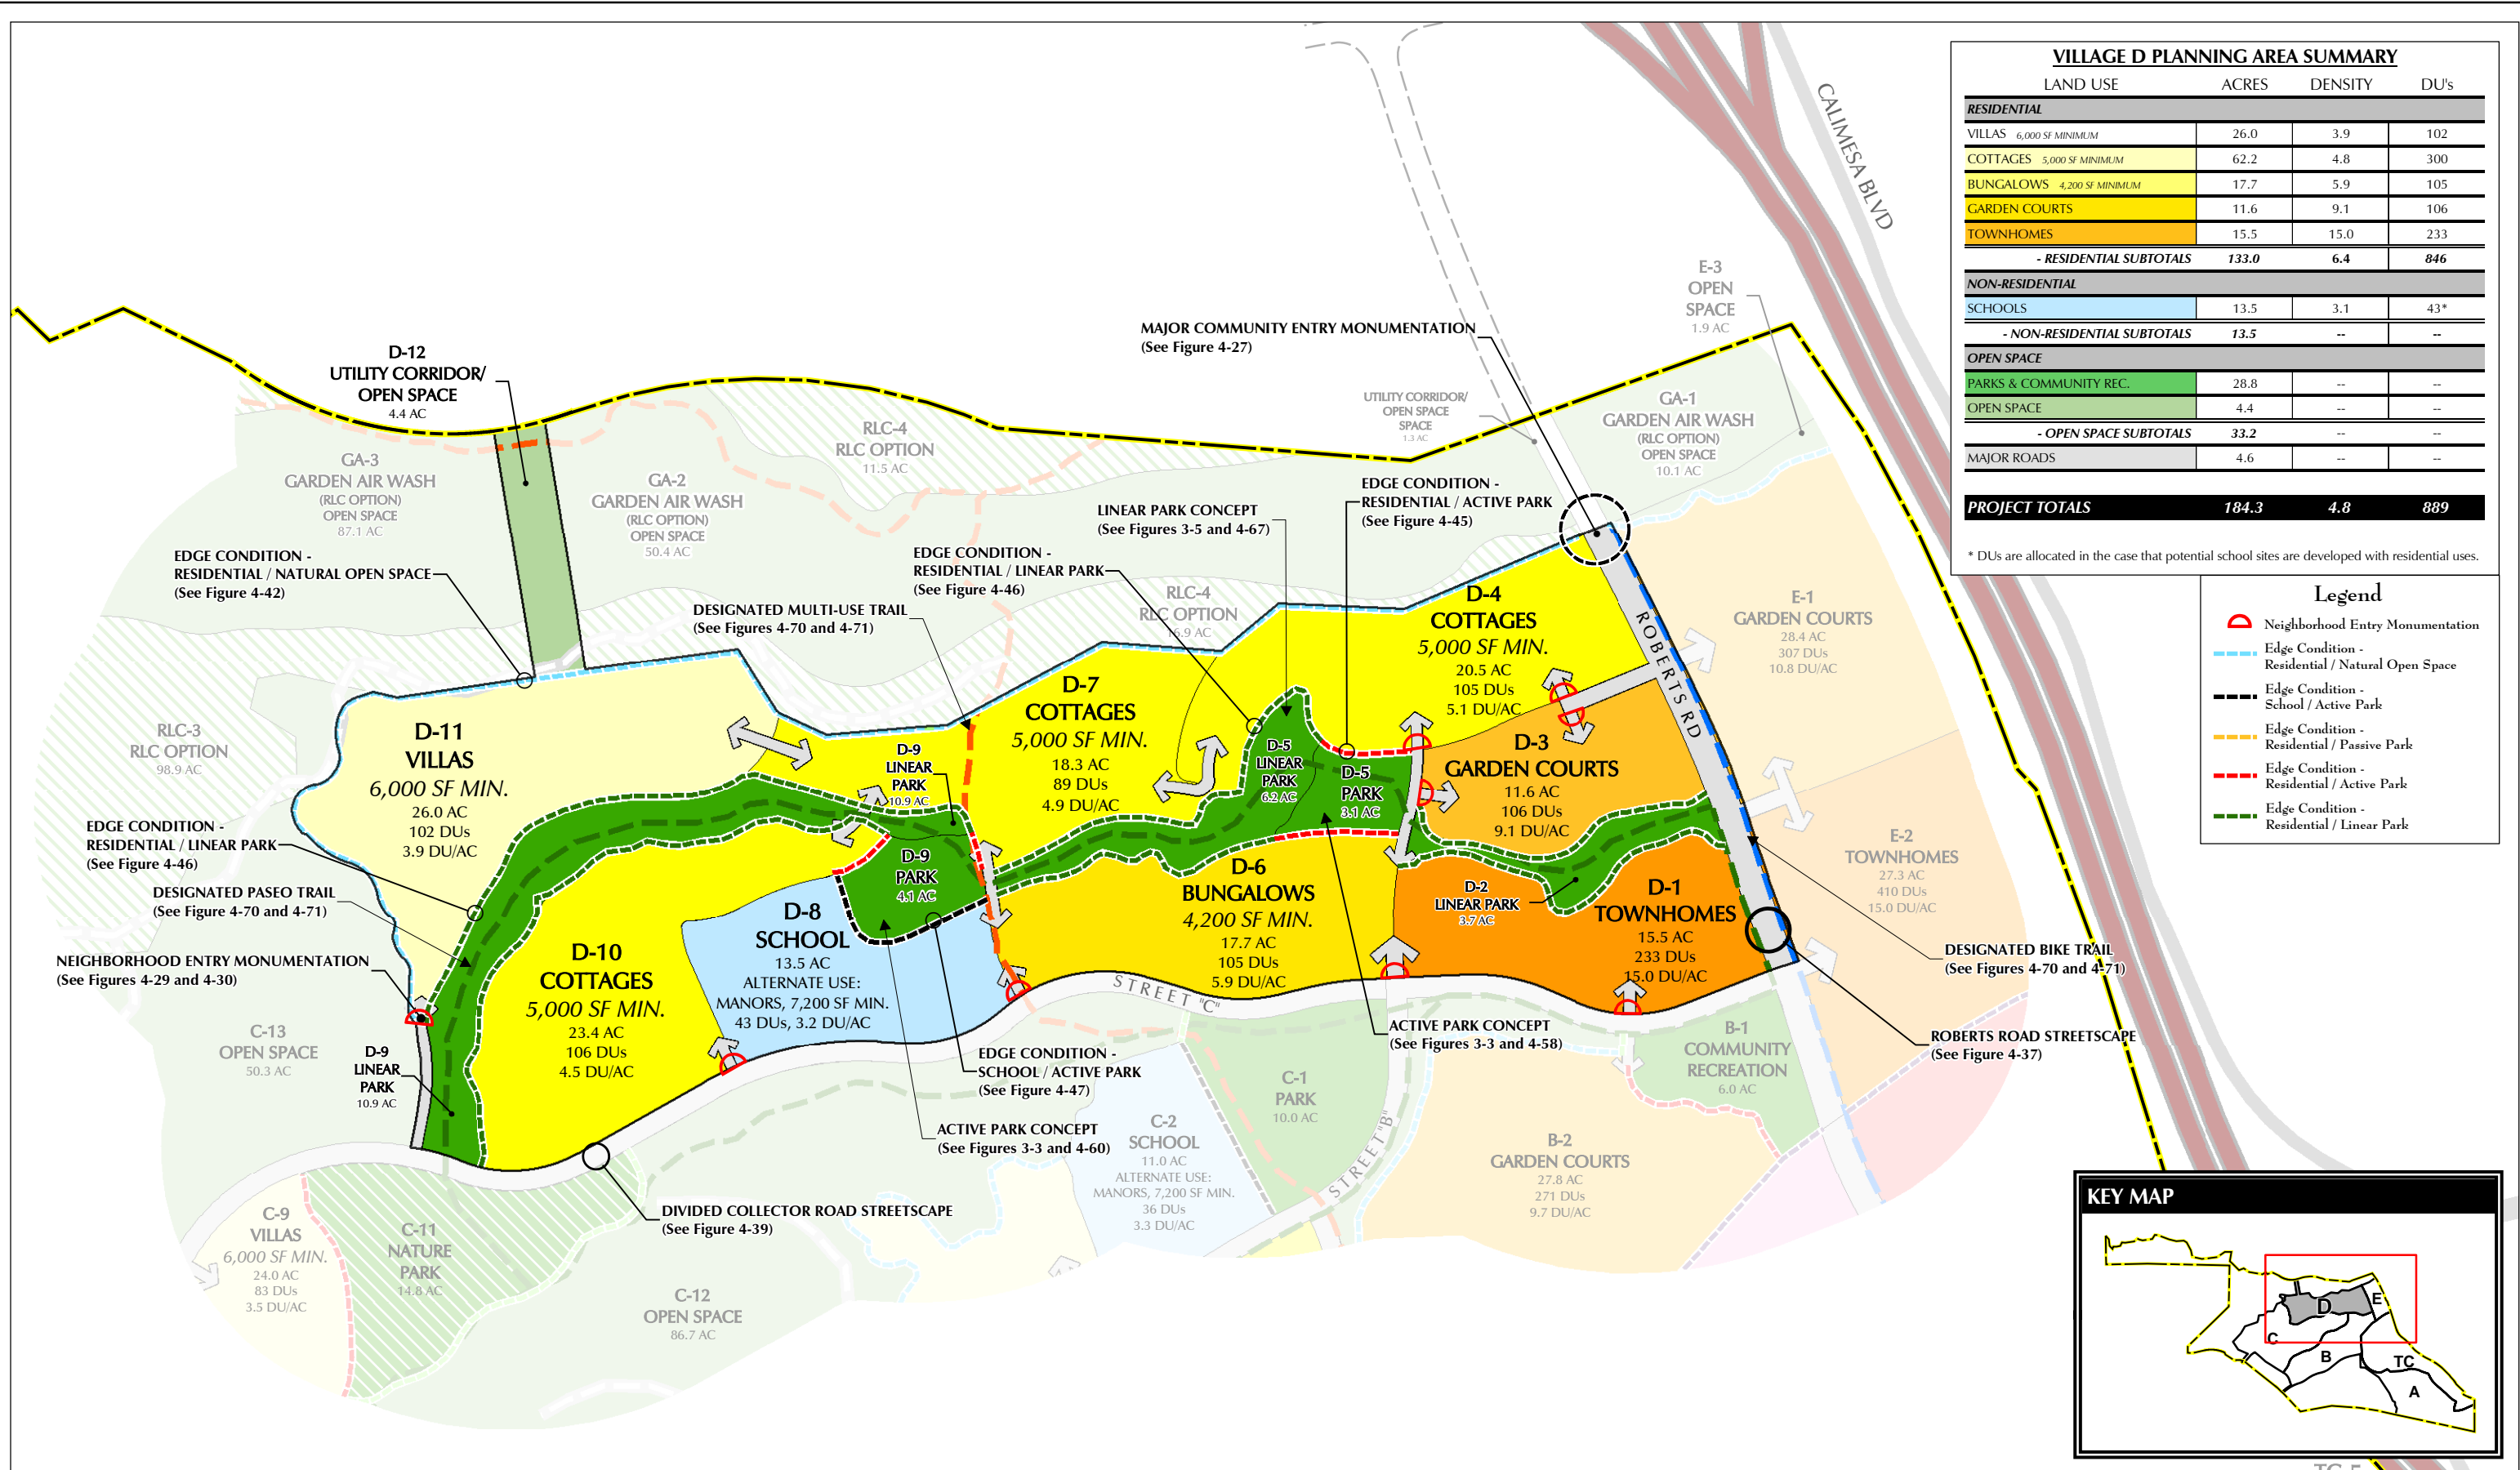 VILLAGE D PLANNING AREA SUMMARY
LAND USE ACRES DENSITY DU's
RESIDENTIAL
VILLAS 6,000 SF MINIMUM 26.0 3.9 102
COTTAGES 5,000 SF MINIMUM 62.2 4.8 300
BUNGALOWS 4,200 SF MINIMUM 17.7 5.9 105
GARDEN COURTS 11.6 9.1 106
TOWNHOMES 15.5 15.0 233
- RESIDENTIAL SUBTOTALS 133.0 6.4 846
NON-RESIDENTIAL
SCHOOLS 13.5 3.1 43*
- NON-RESIDENTIAL SUBTOTALS 13.5 -- --
OPEN SPACE
PARKS & COMMUNITY REC. 28.8 -- --
OPEN SPACE 4.4 -- --
- OPEN SPACE SUBTOTALS 33.2 -- --
MAJOR ROADS 4.6 -- --
PROJECT TOTALS 184.3 4.8 889
* DUs are allocated in the case that potential school sites are developed with residential uses.
Legend
Neighborhood Entry Monumentation
Edge Condition -
Residential / Natural Open Space
Edge Condition -
School / Active Park
Edge Condition -
Residential / Passive Park
Edge Condition -
Residential / Active Park
Edge Condition -
Residential / Linear Park
CALIMESA BLVD
E-3
OPEN
SPACE
1.9 AC
MAJOR COMMUNITY ENTRY MONUMENTATION
(See Figure 4-27)
D-12
UTILITY CORRIDOR/
OPEN SPACE
4.4 AC
UTILITY CORRIDOR/
OPEN SPACE
SPACE
1.3 AC
GA-1
GARDEN AIR WASH
(RLC OPTION)
OPEN SPACE
10.1 AC
RLC-4
RLC OPTION
11.5 AC
GA-3
GARDEN AIR WASH
(RLC OPTION)
OPEN SPACE
87.1 AC
GA-2
GARDEN AIR WASH
(RLC OPTION)
OPEN SPACE
50.4 AC
EDGE CONDITION -
RESIDENTIAL / ACTIVE PARK
(See Figure 4-45)
LINEAR PARK CONCEPT
(See Figures 3-5 and 4-67)
EDGE CONDITION -
RESIDENTIAL / LINEAR PARK
(See Figure 4-46)
EDGE CONDITION -
RESIDENTIAL / NATURAL OPEN SPACE
(See Figure 4-42)
DESIGNATED MULTI-USE TRAIL
(See Figures 4-70 and 4-71)
RLC-4
RLC OPTION
16.9 AC
D-4
COTTAGES
5,000 SF MIN.
20.5 AC
105 DUs
5.1 DU/AC
ROBERTS RD
E-1
GARDEN COURTS
28.4 AC
307 DUs
10.8 DU/AC
D-7
COTTAGES
5,000 SF MIN.
18.3 AC
89 DUs
4.9 DU/AC
RLC-3
RLC OPTION
98.9 AC
D-11
VILLAS
6,000 SF MIN.
26.0 AC
102 DUs
3.9 DU/AC
D-9
LINEAR
PARK
10.9 AC
D-5
LINEAR
PARK
6.2 AC
D-5
PARK
3.1 AC
D-3
GARDEN COURTS
11.6 AC
106 DUs
9.1 DU/AC
EDGE CONDITION -
RESIDENTIAL / LINEAR PARK
(See Figure 4-46)
DESIGNATED PASEO TRAIL
(See Figure 4-70 and 4-71)
NEIGHBORHOOD ENTRY MONUMENTATION
(See Figures 4-29 and 4-30)
D-9
PARK
4.1 AC
D-6
BUNGALOWS
4,200 SF MIN.
17.7 AC
105 DUs
5.9 DU/AC
D-2
LINEAR PARK
3.7 AC
D-1
TOWNHOMES
15.5 AC
233 DUs
15.0 DU/AC
E-2
TOWNHOMES
27.3 AC
410 DUs
15.0 DU/AC
D-8
SCHOOL
13.5 AC
ALTERNATE USE:
MANORS, 7,200 SF MIN.
43 DUs, 3.2 DU/AC
D-10
COTTAGES
5,000 SF MIN.
23.4 AC
106 DUs
4.5 DU/AC
DESIGNATED BIKE TRAIL
(See Figures 4-70 and 4-71)
STREET "C"
C-13
OPEN SPACE
50.3 AC
D-9
LINEAR
PARK
10.9 AC
EDGE CONDITION -
SCHOOL / ACTIVE PARK
(See Figure 4-47)
ACTIVE PARK CONCEPT
(See Figures 3-3 and 4-58)
B-1
COMMUNITY
RECREATION
6.0 AC
ROBERTS ROAD STREETSCAPE
(See Figure 4-37)
C-1
PARK
10.0 AC
ACTIVE PARK CONCEPT
(See Figures 3-3 and 4-60)
C-2
SCHOOL
11.0 AC
ALTERNATE USE:
MANORS, 7,200 SF MIN.
36 DUs
3.3 DU/AC
STREET "B"
B-2
GARDEN COURTS
27.8 AC
271 DUs
9.7 DU/AC
DIVIDED COLLECTOR ROAD STREETSCAPE
(See Figure 4-39)
C-9
VILLAS
6,000 SF MIN.
24.0 AC
83 DUs
3.5 DU/AC
C-11
NATURE
PARK
14.8 AC
C-12
OPEN SPACE
86.7 AC
KEY MAP
D
E
C
B
TC
A